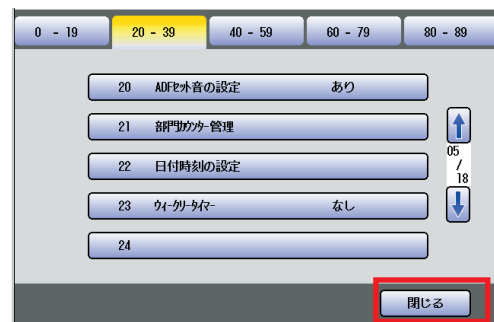 0 - 19 20 - 39 40 - 59 60 - 79 80 - 89
20 ADFｾｯﾄ音の設定 あり
21 部門ｶｳﾝﾀｰ管理
22 日付時刻の設定
23 ｳｨｰｸﾘｰﾀｲﾏｰ なし
24
05
/
18
閉じる